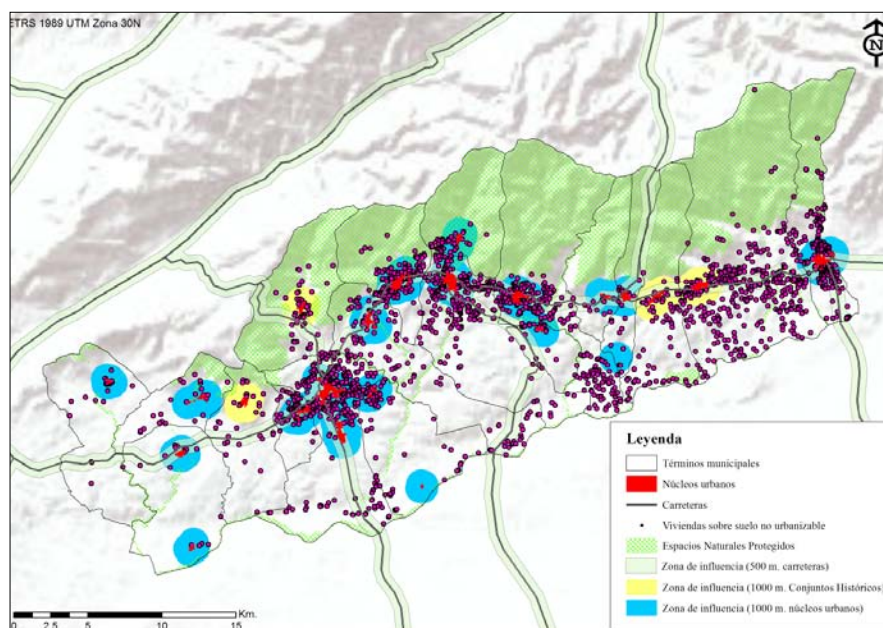 ETRS 1989 UTM Zona 30N
N
Leyenda
Términos municipales
Núcleos urbanos
Carreteras
Viviendas sobre suelo no urbanizable
Espacios Naturales Protegidos
Zona de influencia (500 m. carreteras)
Zona de influencia (1000 m. Conjuntos Históricos)
Zona de influencia (1000 m. núcleos urbanos)
Km.
0 2,5 5 10 15